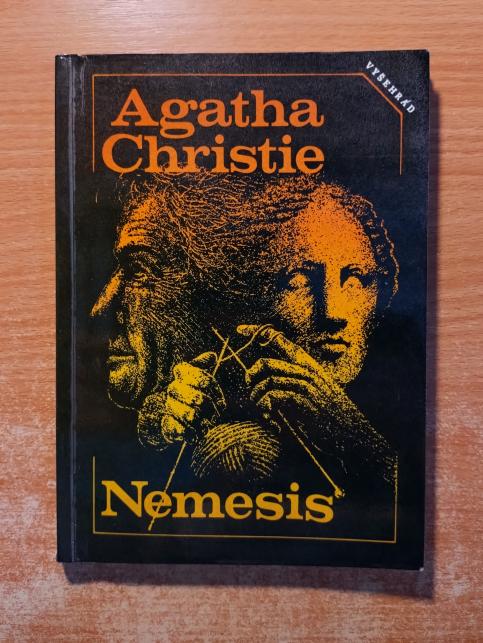 VYŠEHRAD
Agatha
Christie
Nemesis